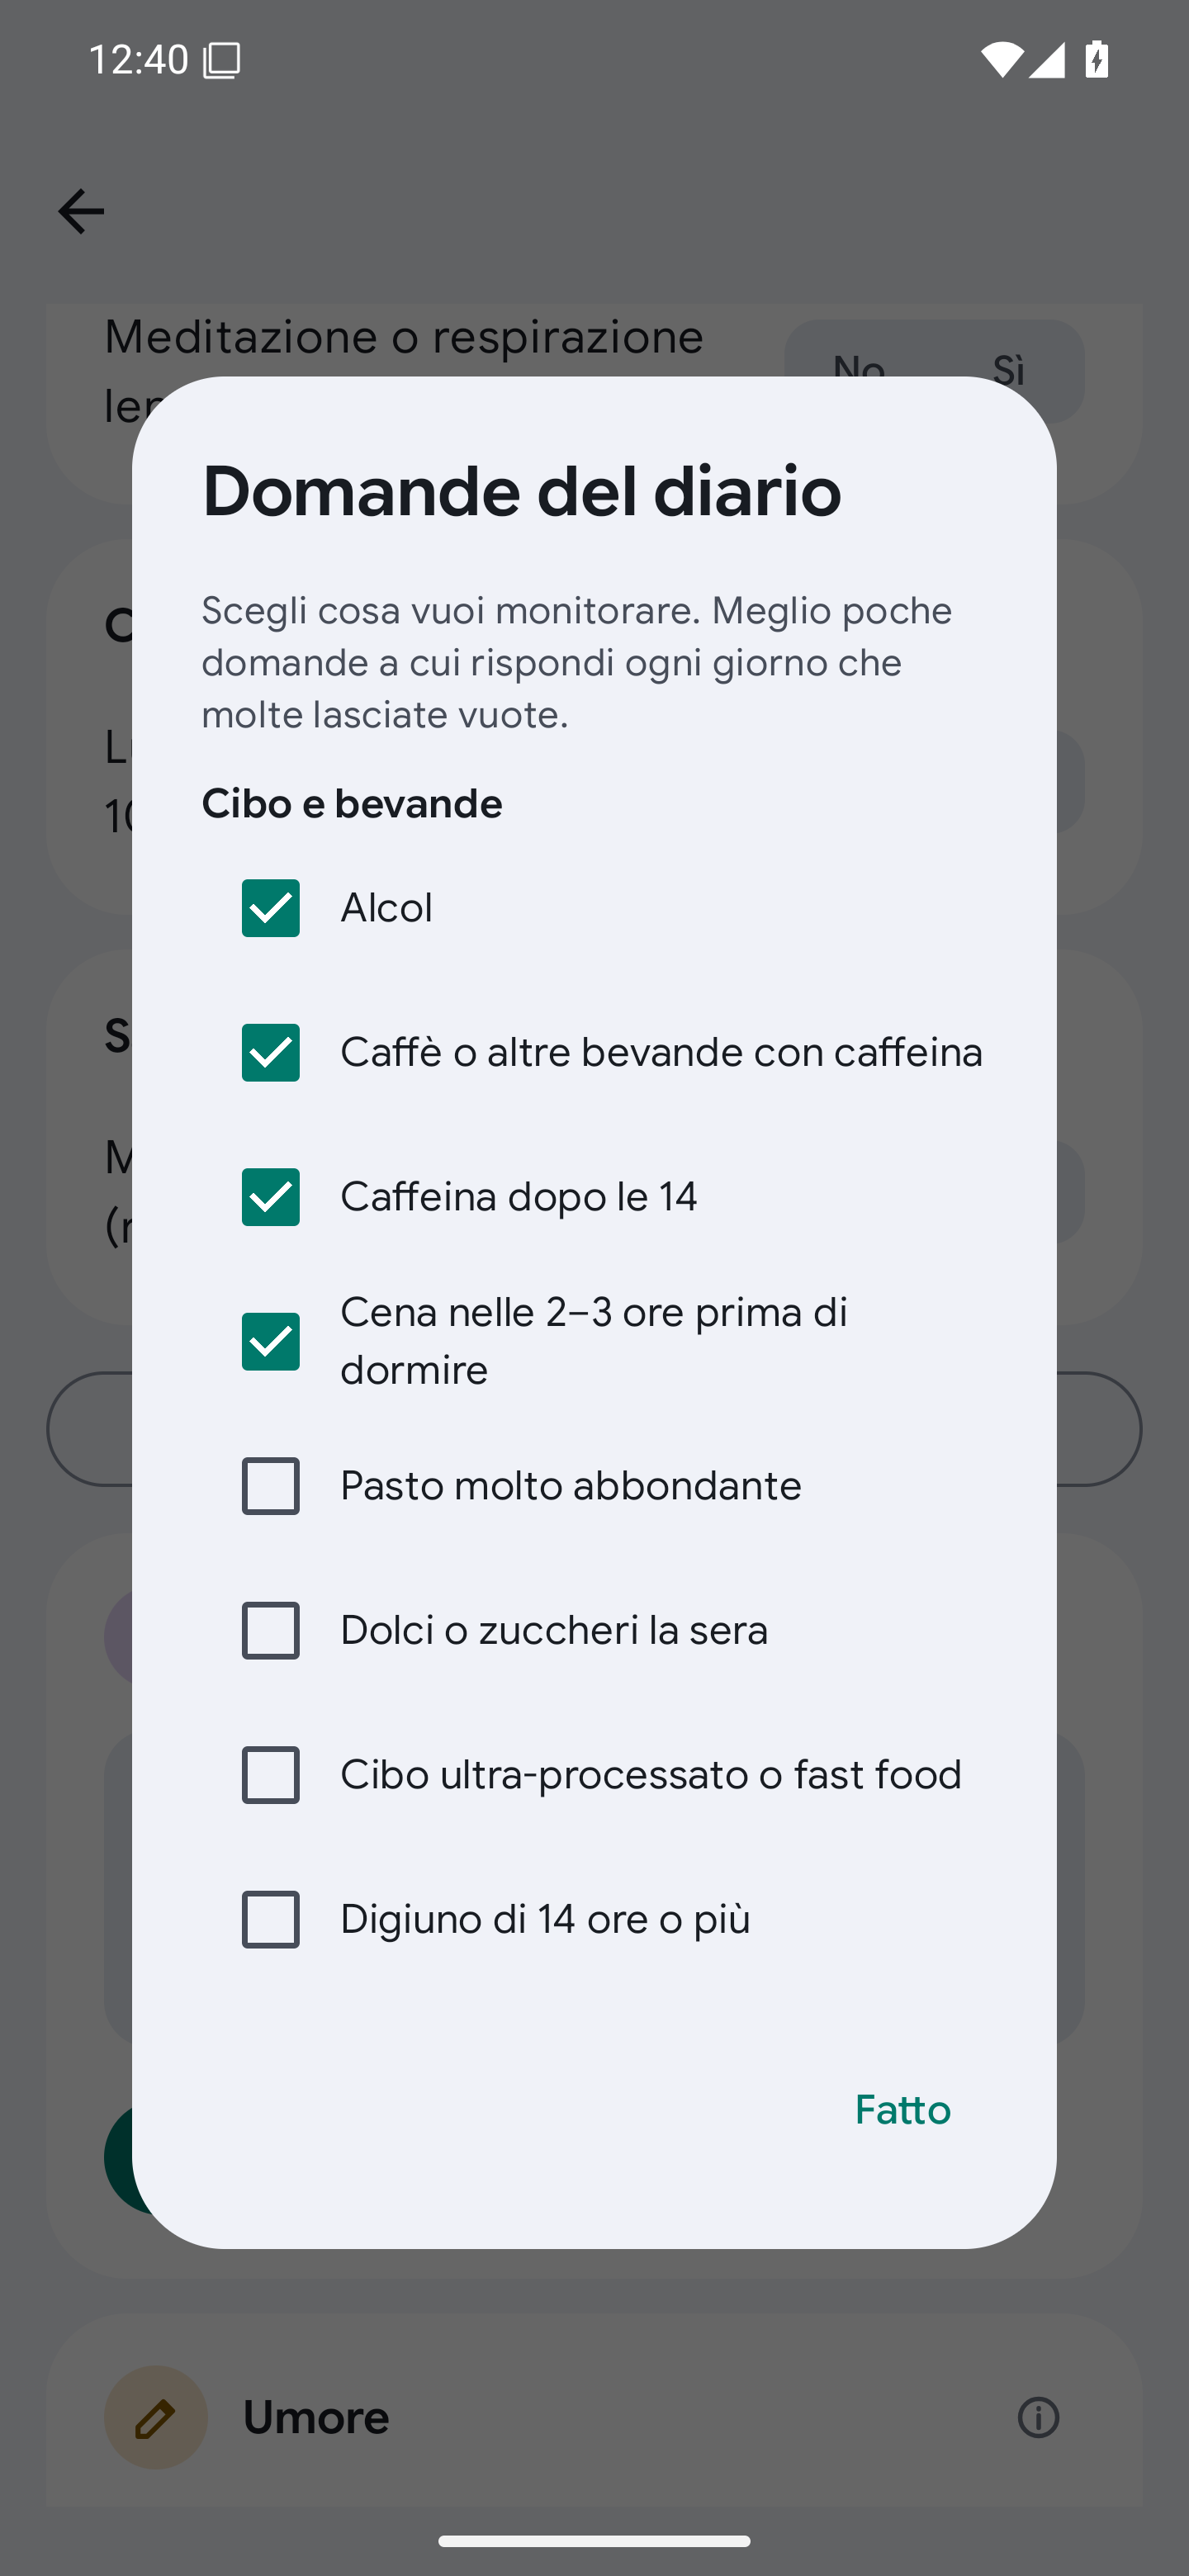 12:40
Meditazione o respirazione
No Sì
Domande del diario
Scegli cosa vuoi monitorare. Meglio poche
domande a cui rispondi ogni giorno che
molte lasciate vuote.
Cibo e bevande
Alcol
Caffè o altre bevande con caffeina
Caffeina dopo le 14
Cena nelle 2–3 ore prima di
dormire
Pasto molto abbondante
Dolci o zuccheri la sera
Cibo ultra-processato o fast food
Digiuno di 14 ore o più
Fatto
Umore